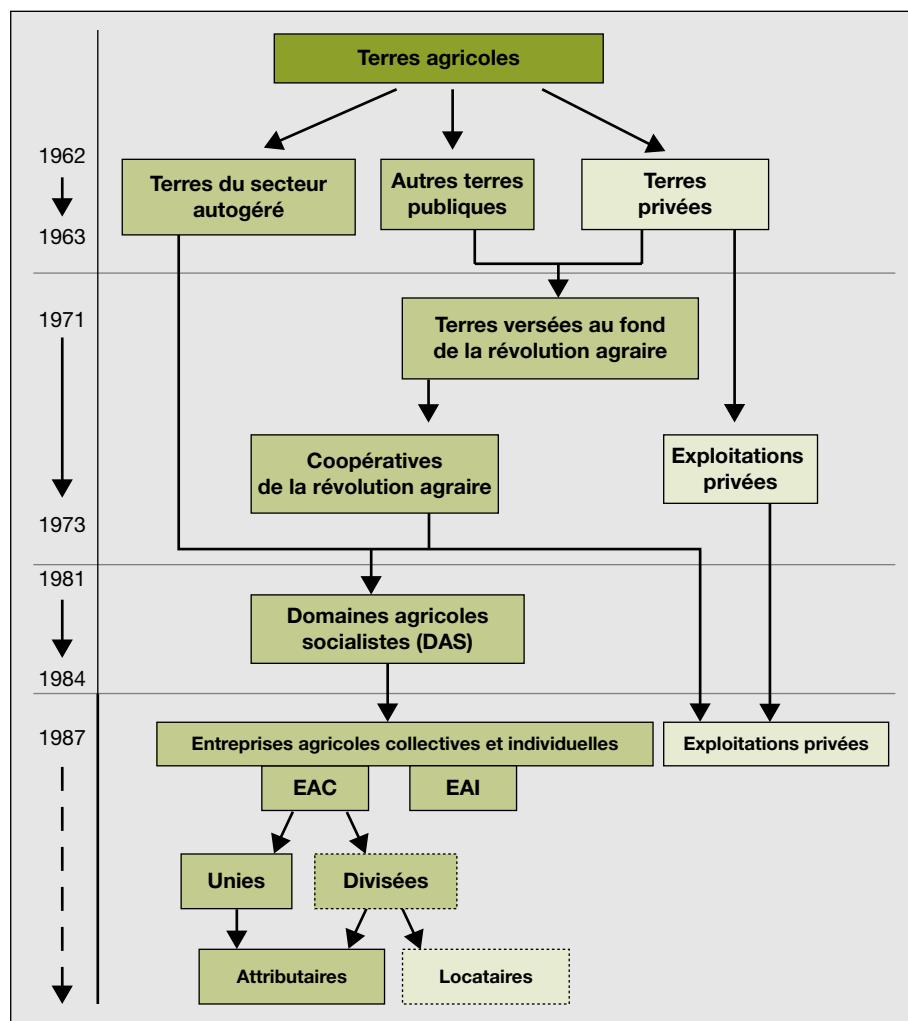 Terres agricoles
1962
Terres du secteur
autogéré
Autres terres
publiques
Terres
privées
1963
1971
Terres versées au fond
de la révolution agraire
Coopératives
de la révolution agraire
Exploitations
privées
1973
1981
Domaines agricoles
socialistes (DAS)
1984
1987
Entreprises agricoles collectives et individuelles
Exploitations privées
EAC
EAI
Unies
Divisées
Attributaires
Locataires